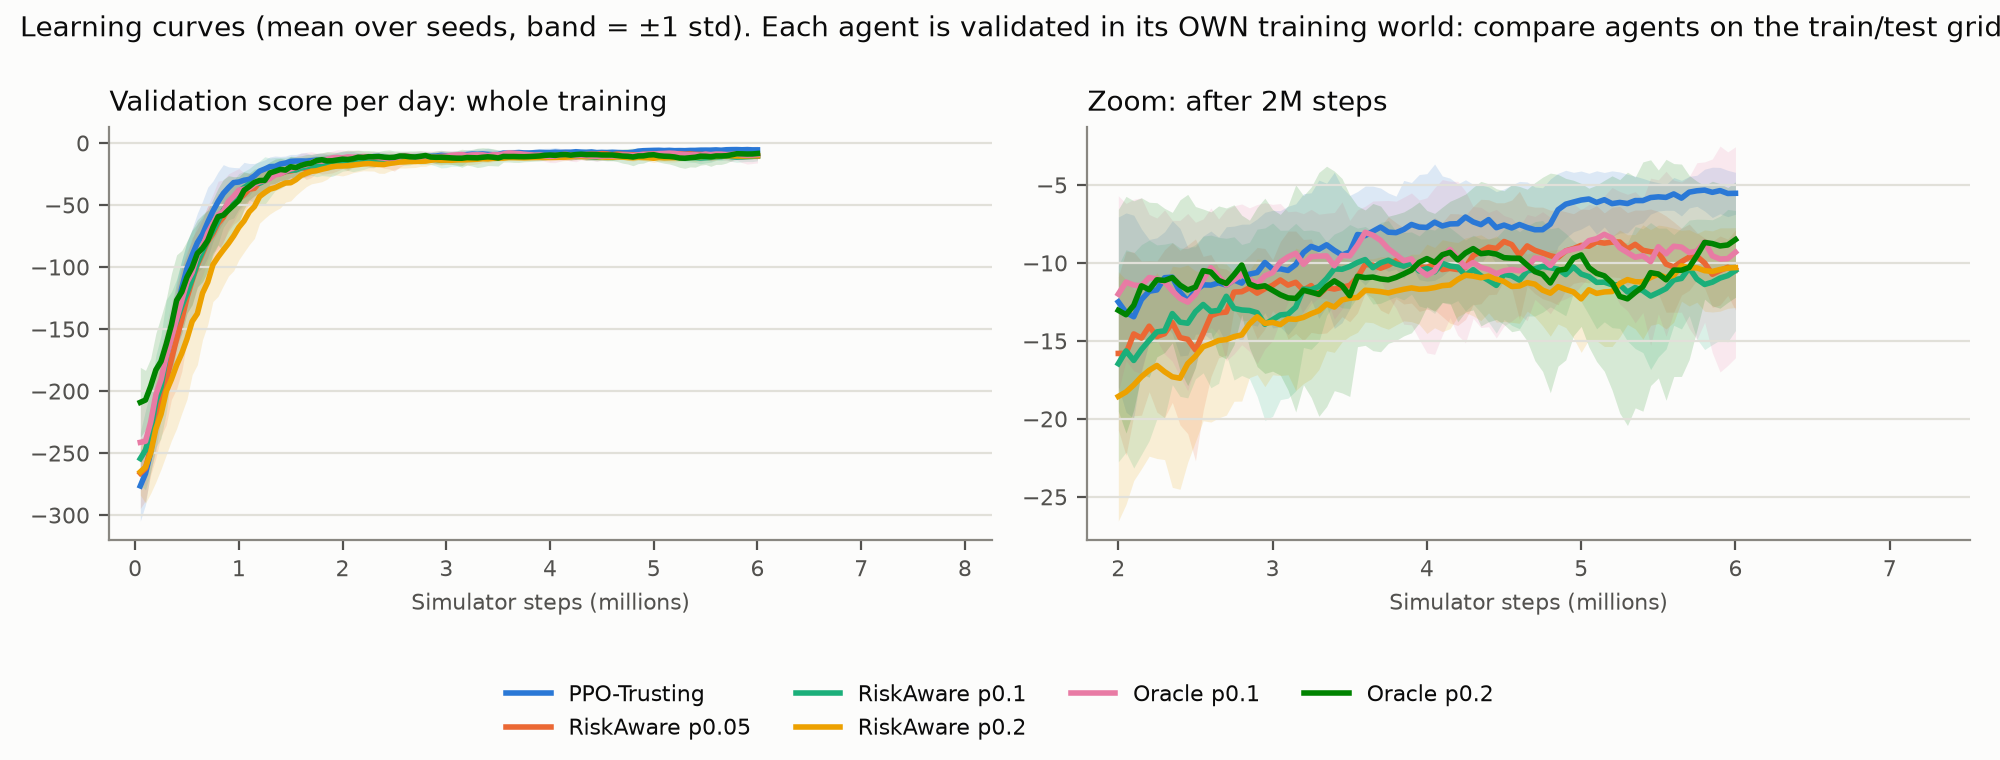 Learning curves (mean over seeds, band = ±1 std). Each agent is validated in its OWN training world: compare agents on the train/test grid
Validation score per day: whole training
0
−50
−100
−150
−200
−250
−300
0 1 2 3 4 5 6 7 8
Simulator steps (millions)
Zoom: after 2M steps
−5
−10
−15
−20
−25
2 3 4 5 6 7
Simulator steps (millions)
PPO-Trusting RiskAware p0.1 Oracle p0.1 Oracle p0.2
RiskAware p0.05 RiskAware p0.2